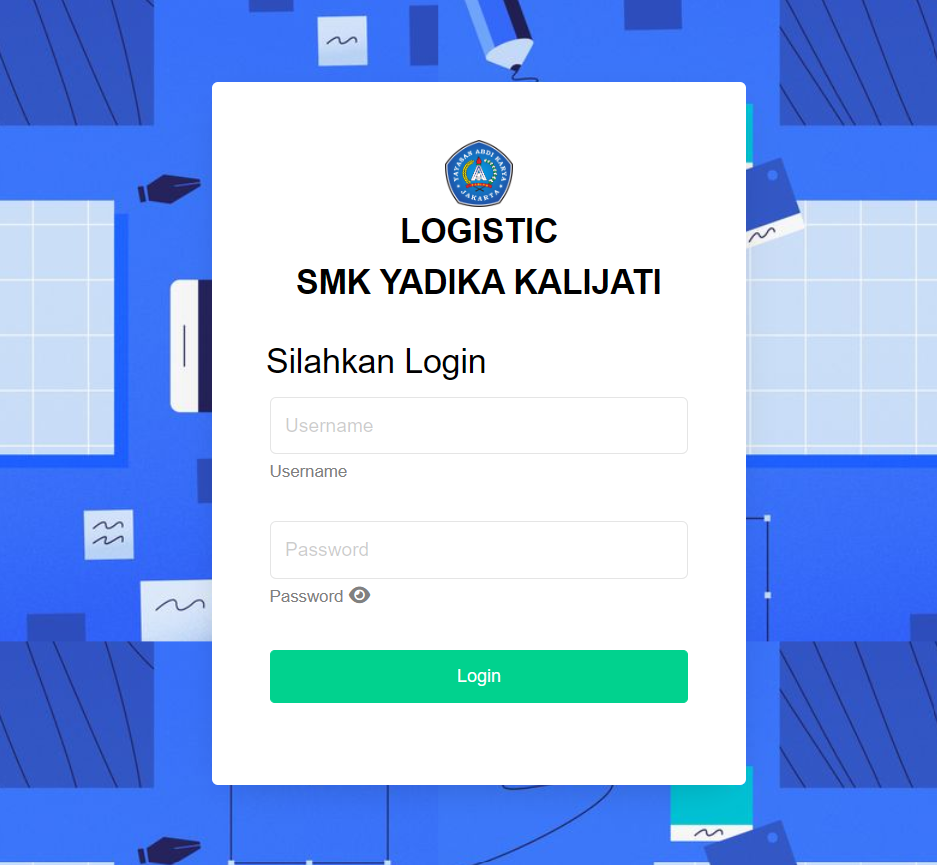 YAYASAN ABDI KARYA
JAKARTA
LOGISTIC
SMK YADIKA KALIJATI
Silahkan Login
Username
Username
Password
Password
Login